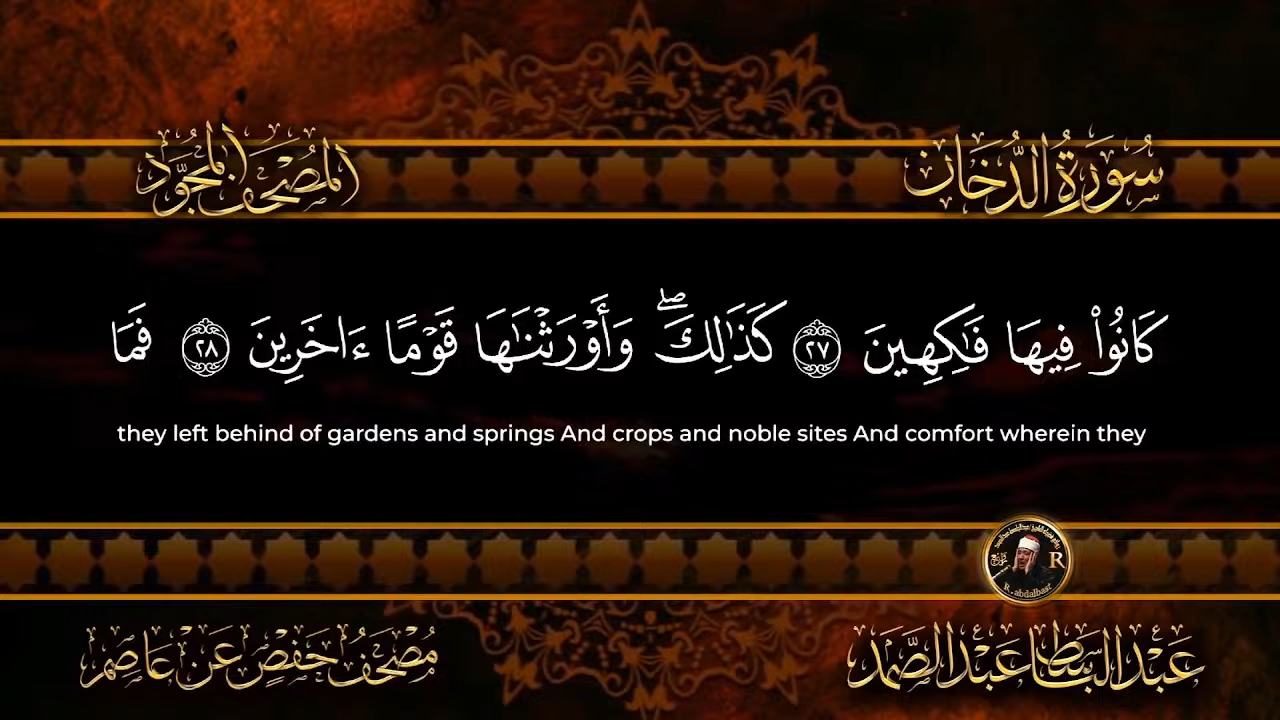 سُورَةُ الدُّخَان
المُصْحَفُ المُجَوَّد
كَانُوا۟ فِيهَا فَـٰكِهِينَ ٢٧ كَذَٰلِكَ ۖ وَأَوْرَثْنَـٰهَا قَوْمًا ءَاخَرِينَ ٢٨ فَمَا
they left behind of gardens and springs And crops and noble sites And comfort wherein they
R
R . abdalbast
عَبْدُ البَاسِط عَبْدُ الصَّمَد
مُصْحَفُ حَفْصٍ عَنْ عَاصِم